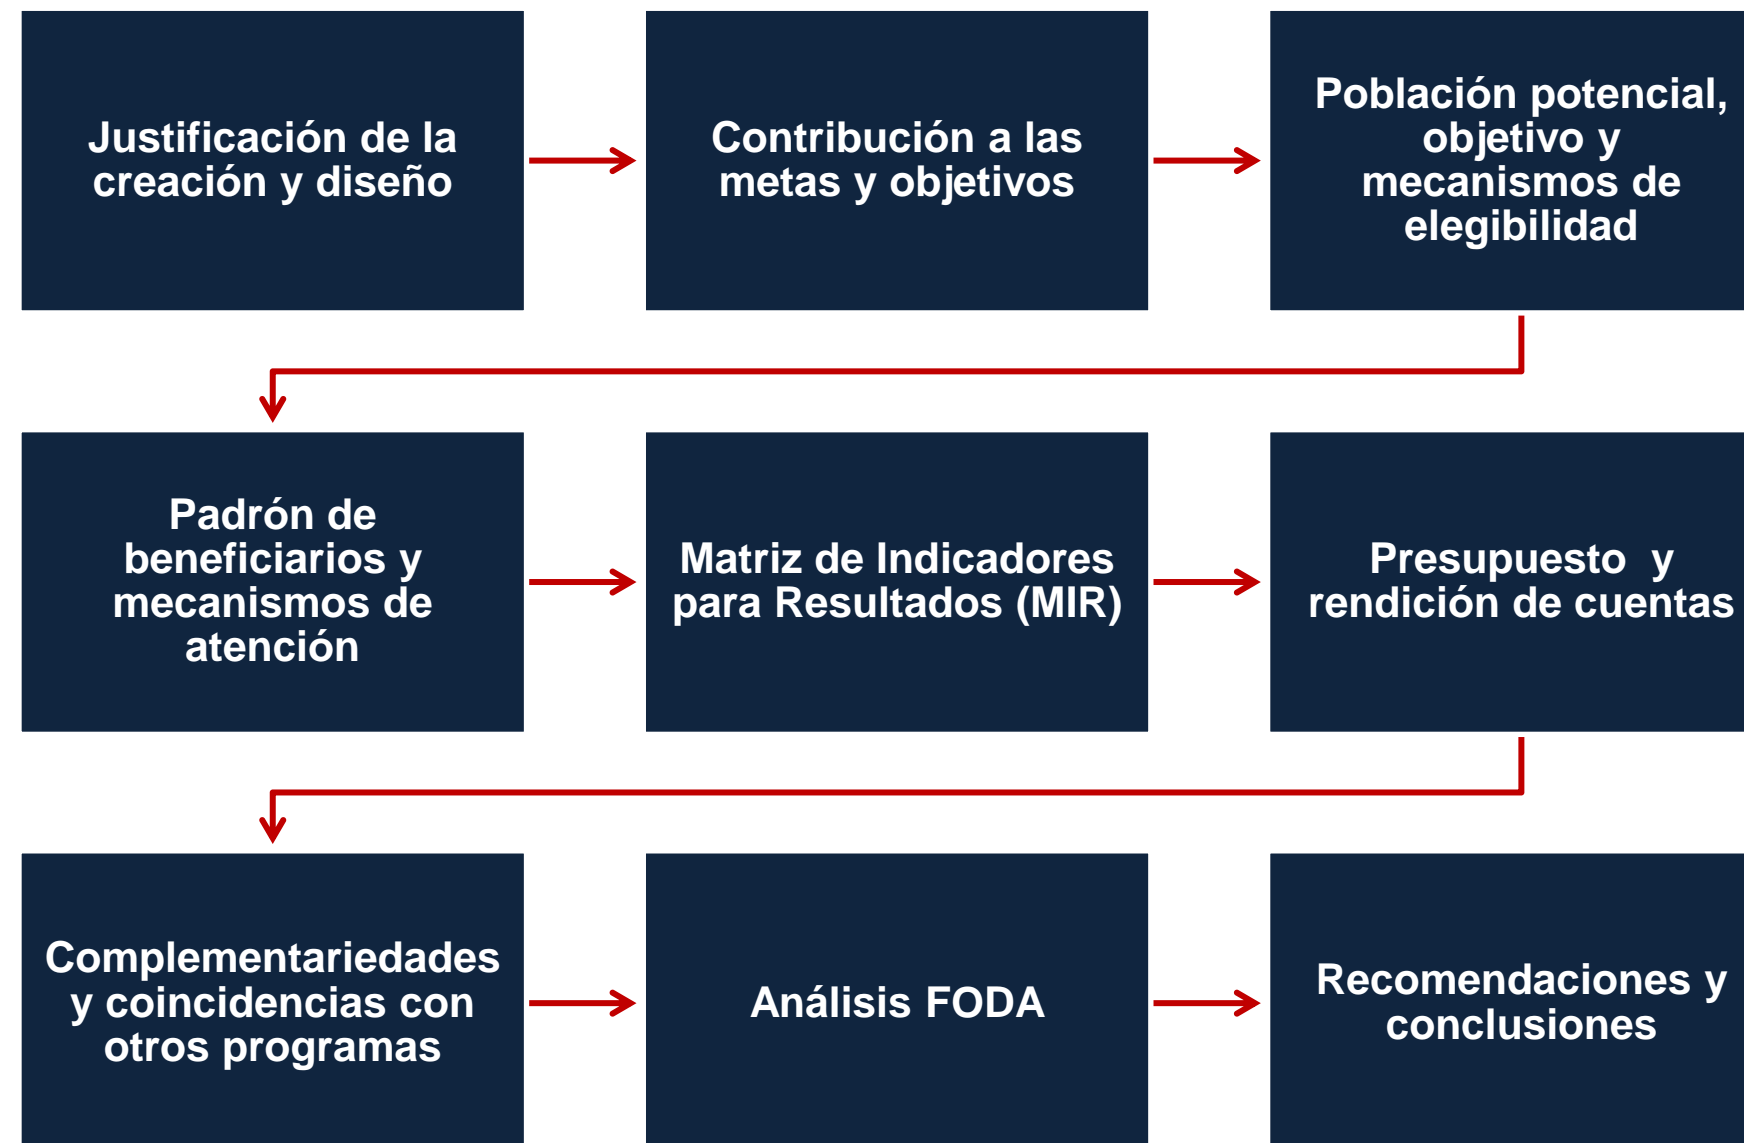 Justificación de la
creación y diseño
Contribución a las
metas y objetivos
Población potencial,
objetivo y
mecanismos de
elegibilidad
Padrón de
beneficiarios y
mecanismos de
atención
Matriz de Indicadores
para Resultados (MIR)
Presupuesto  y
rendición de cuentas
Complementariedades
y coincidencias con
otros programas
Análisis FODA
Recomendaciones y
conclusiones